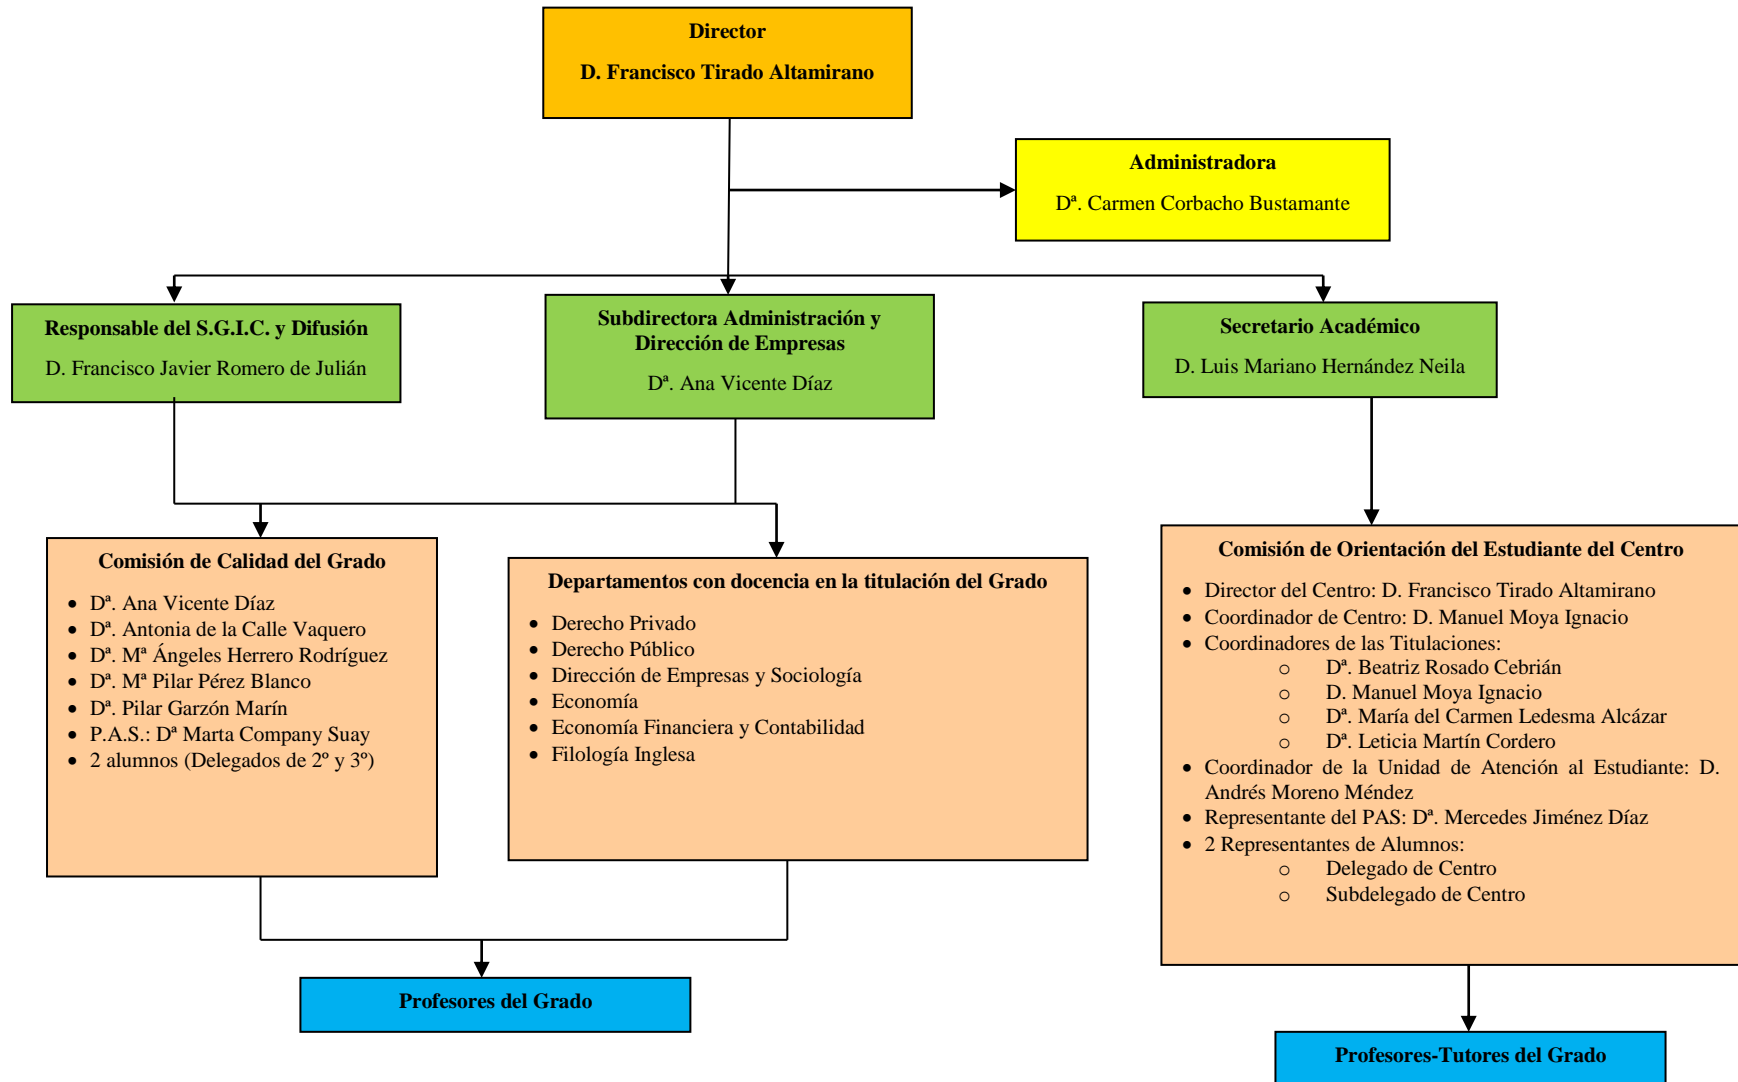 Director
D. Francisco Tirado Altamirano
Administradora
Dª. Carmen Corbacho Bustamante
Responsable del S.G.I.C. y Difusión
D. Francisco Javier Romero de Julián
Subdirectora Administración y
Dirección de Empresas
Dª. Ana Vicente Díaz
Secretario Académico
D. Luis Mariano Hernández Neila
Comisión de Calidad del Grado
• Dª. Ana Vicente Díaz
• Dª. Antonia de la Calle Vaquero
• Dª. Mª Ángeles Herrero Rodríguez
• Dª. Mª Pilar Pérez Blanco
• Dª. Pilar Garzón Marín
• P.A.S.: Dª Marta Company Suay
• 2 alumnos (Delegados de 2º y 3º)
Departamentos con docencia en la titulación del Grado
• Derecho Privado
• Derecho Público
• Dirección de Empresas y Sociología
• Economía
• Economía Financiera y Contabilidad
• Filología Inglesa
Comisión de Orientación del Estudiante del Centro
• Director del Centro: D. Francisco Tirado Altamirano
• Coordinador de Centro: D. Manuel Moya Ignacio
• Coordinadores de las Titulaciones:
o Dª. Beatriz Rosado Cebrián
o D. Manuel Moya Ignacio
o Dª. María del Carmen Ledesma Alcázar
o Dª. Leticia Martín Cordero
• Coordinador de la Unidad de Atención al Estudiante: D.
Andrés Moreno Méndez
• Representante del PAS: Dª. Mercedes Jiménez Díaz
• 2 Representantes de Alumnos:
o Delegado de Centro
o Subdelegado de Centro
Profesores del Grado
Profesores-Tutores del Grado